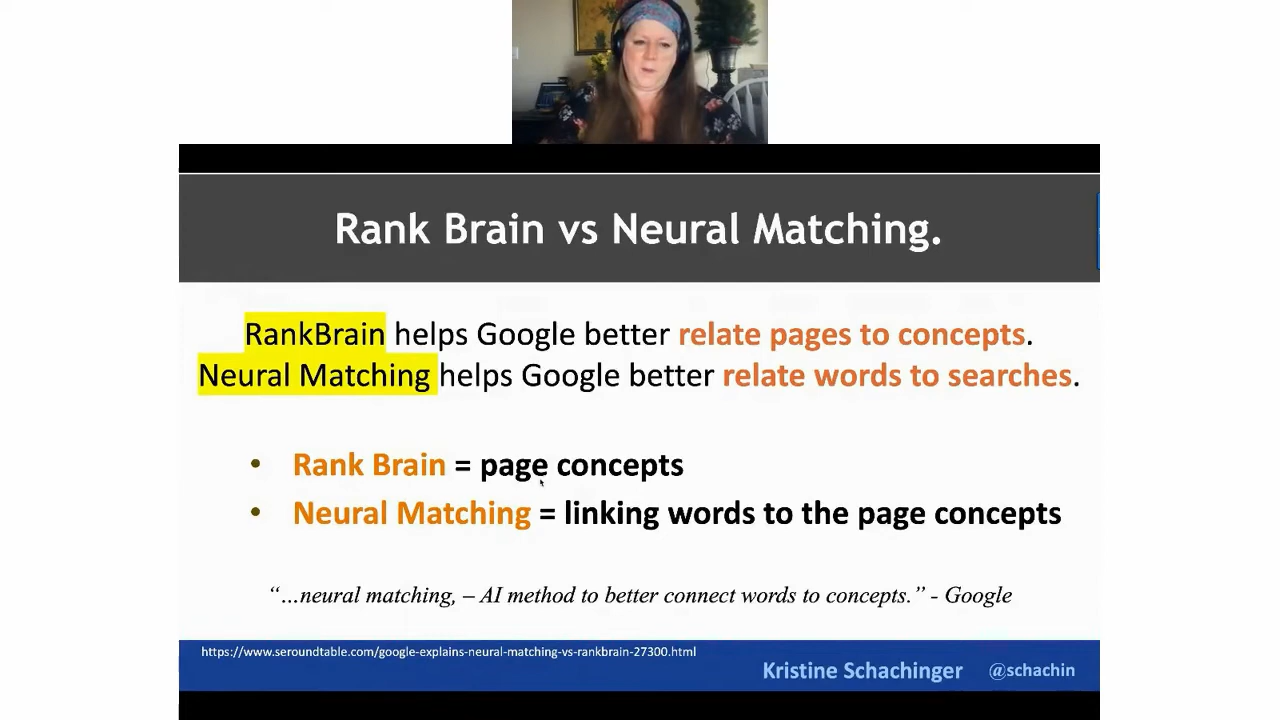 Rank Brain vs Neural Matching.
RankBrain helps Google better relate pages to concepts.
Neural Matching helps Google better relate words to searches.
• Rank Brain = page concepts
• Neural Matching = linking words to the page concepts
“...neural matching, – AI method to better connect words to concepts.” - Google
https://www.seroundtable.com/google-explains-neural-matching-vs-rankbrain-27300.html
Kristine Schachinger @schachin